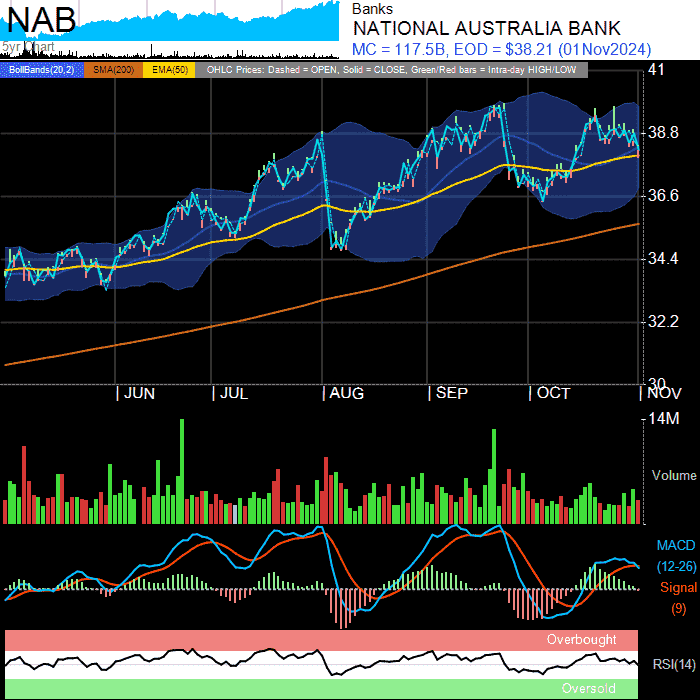 NAB
5yr Chart
Banks
NATIONAL AUSTRALIA BANK
MC = 117.5B, EOD = $38.21 (01Nov2024)
BollBands(20,2) SMA(200) EMA(50) OHLC Prices: Dashed = OPEN, Solid = CLOSE, Green/Red bars = Intra-day HIGH/LOW
41
38.8
36.6
34.4
32.2
30
| JUN | JUL | AUG | SEP | OCT | NOV
14M
Volume
MACD
(12-26)
Signal
(9)
Overbought
RSI(14)
Oversold